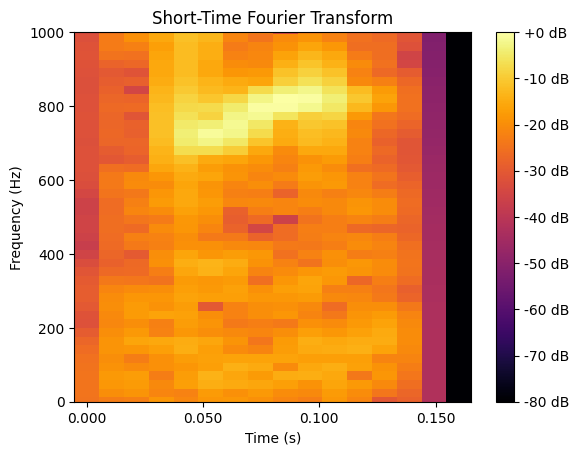 Short-Time Fourier Transform
1000
800
600
400
200
0
Frequency (Hz)
0.000
0.050
0.100
0.150
Time (s)
+0 dB
-10 dB
-20 dB
-30 dB
-40 dB
-50 dB
-60 dB
-70 dB
-80 dB